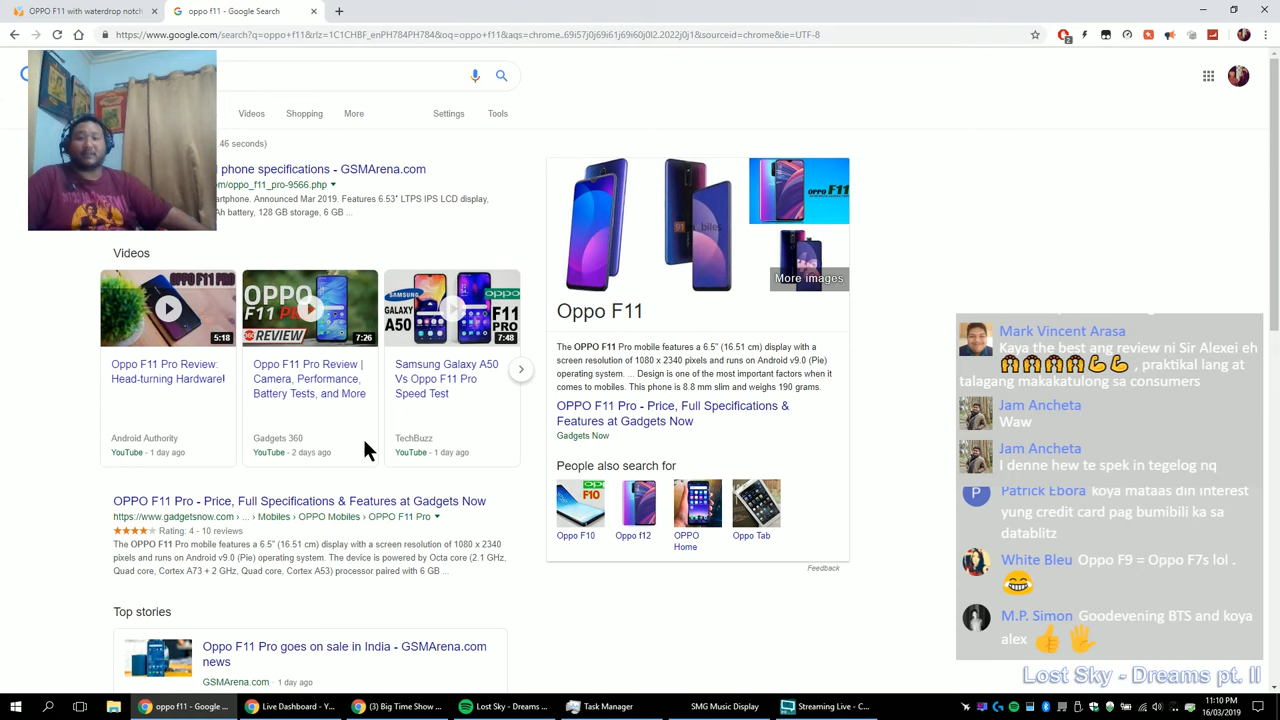 OPPO F11 with waterdrop notch
oppo f11 - Google Search
https://www.google.com/search?q=oppo+f11&rlz=1C1CHBF_enPH784PH784&oq=oppo+f11&aqs=chrome..69i57j0j69i61j69i60j0l2.2022j0j1&sourceid=chrome&ie=UTF-8
2
Videos
Shopping
More
Settings
Tools
.46 seconds)
phone specifications - GSMArena.com
om/oppo_f11_pro-9566.php
artphone. Announced Mar 2019. Features 6.53″ LTPS IPS LCD display,
Ah battery, 128 GB storage, 6 GB ...
Videos
OPPO F11 PRO
5:18
Oppo F11 Pro Review:
Head-turning Hardware!
Android Authority
YouTube - 1 day ago
OPPO
F11 PRO
360 REVIEW
7:26
Oppo F11 Pro Review |
Camera, Performance,
Battery Tests, and More
Gadgets 360
YouTube - 2 days ago
SAMSUNG
GALAXY
A50
oppo
F11
PRO
7:48
Samsung Galaxy A50
Vs Oppo F11 Pro
Speed Test
TechBuzz
YouTube - 1 day ago
OPPO F11 Pro - Price, Full Specifications & Features at Gadgets Now
https://www.gadgetsnow.com › ... › Mobiles › OPPO Mobiles › OPPO F11 Pro
Rating: 4 - 10 reviews
The OPPO F11 Pro mobile features a 6.5" (16.51 cm) display with a screen resolution of 1080 x 2340
pixels and runs on Android v9.0 (Pie) operating system. The device is powered by Octa core (2.1 GHz,
Quad core, Cortex A73 + 2 GHz, Quad core, Cortex A53) processor paired with 6 GB ...
Top stories
Oppo F11 Pro goes on sale in India - GSMArena.com
news
GSMArena.com · 1 day ago
oppo F11
More images
Oppo F11
The OPPO F11 Pro mobile features a 6.5" (16.51 cm) display with a
screen resolution of 1080 x 2340 pixels and runs on Android v9.0 (Pie)
operating system. ... Design is one of the most important factors when it
comes to mobiles. This phone is 8.8 mm slim and weighs 190 grams.
OPPO F11 Pro - Price, Full Specifications &
Features at Gadgets Now
Gadgets Now
People also search for
F10
Oppo F10
Oppo f12
OPPO
Home
Oppo Tab
Feedback
Mark Vincent Arasa
Kaya the best ang review ni Sir Alexei eh
🙌🙌🙌🙌💪💪 , praktikal lang at
talagang makakatulong sa consumers
Jam Ancheta
Waw
Jam Ancheta
I denne hew te spek in tegelog nq
P
Patrick Ebora koya mataas din interest
yung credit card pag bumibili ka sa
datablitz
White Bleu Oppo F9 = Oppo F7s lol .
😂
M.P. Simon Goodevening BTS and koya
alex 👍🖐
Lost Sky - Dreams pt. II
oppo f11 - Google ...
Live Dashboard - Y...
(3) Big Time Show ...
Lost Sky - Dreams ...
Task Manager
SMG Music Display
Streaming Live - C...
11:10 PM
16/03/2019